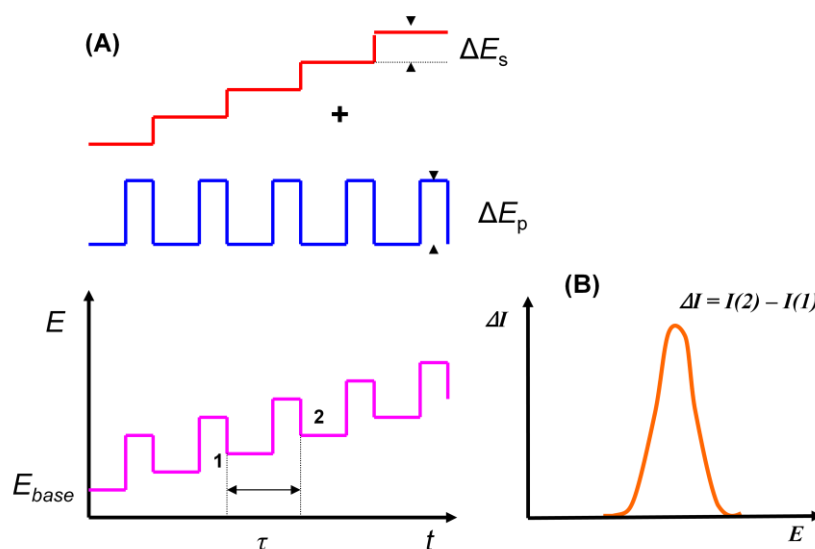 (A)
ΔEs
+
ΔEp
E
Ebase
1
2
τ
t
(B)
ΔI
ΔI = I(2) – I(1)
E